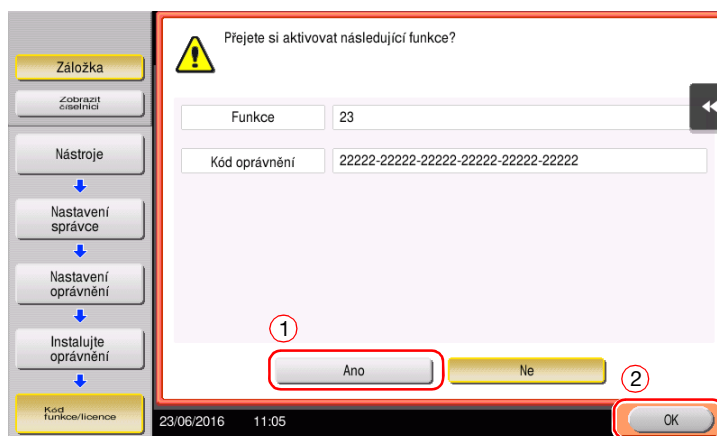 Záložka
Zobrazit
číselníci
Nástroje
Nastavení
správce
Nastavení
oprávnění
Instalujte
oprávnění
Kód
funkce/licence
Přejete si aktivovat následující funkce?
Funkce
23
Kód oprávnění
22222-22222-22222-22222-22222-22222
1
Ano
Ne
2
23/06/2016
11:05
OK